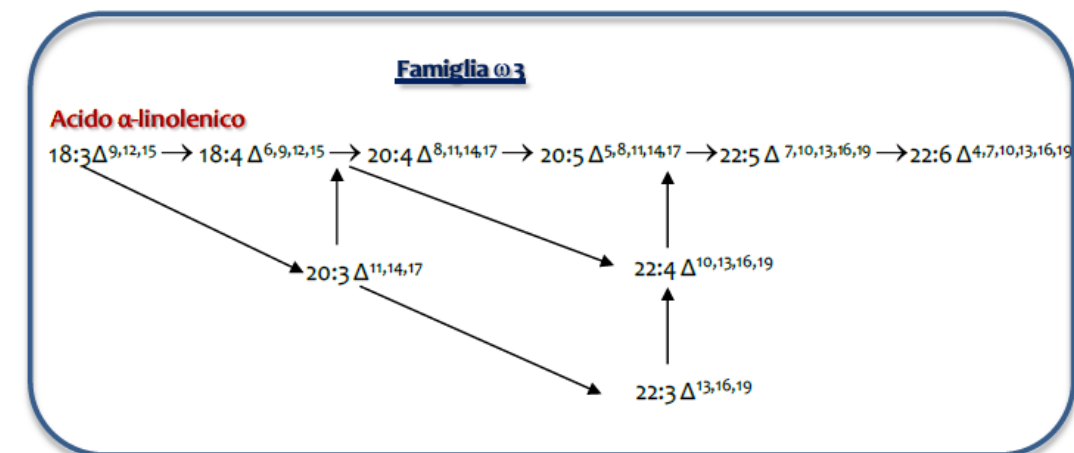 Famiglia ω3
Acido α-linolenico
18:3Δ9,12,15 → 18:4 Δ6,9,12,15 → 20:4 Δ8,11,14,17 → 20:5 Δ5,8,11,14,17 → 22:5 Δ 7,10,13,16,19 → 22:6 Δ4,7,10,13,16,19
20:3 Δ11,14,17
22:4 Δ10,13,16,19
22:3 Δ13,16,19